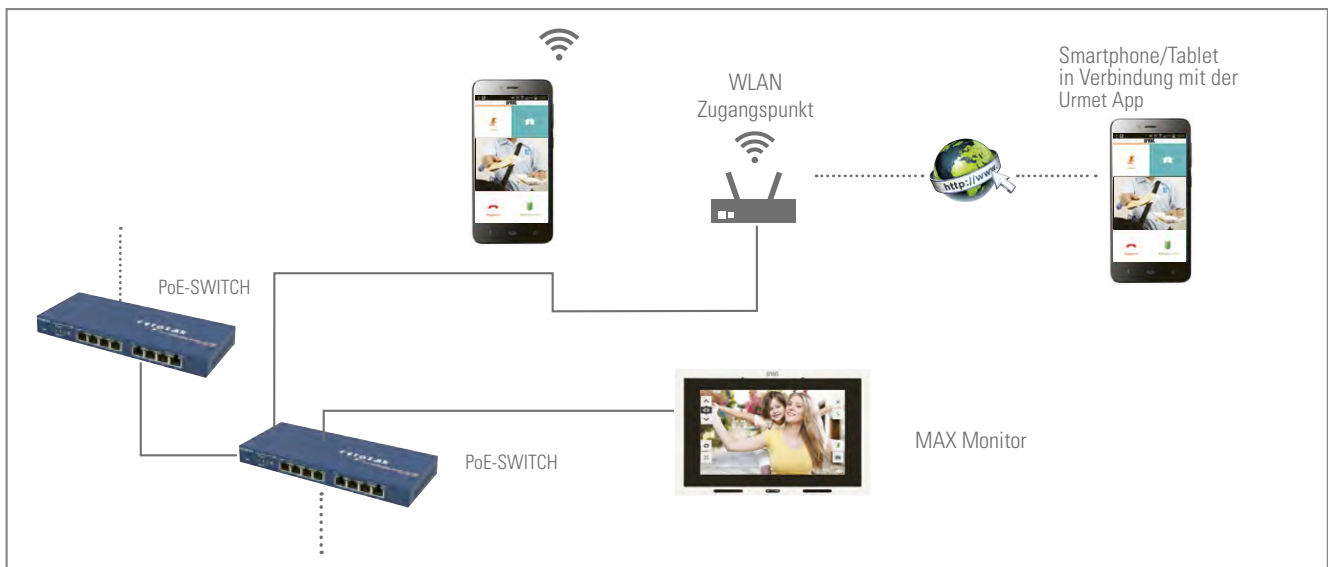 WLAN
Zugangspunkt
Smartphone/Tablet
in Verbindung mit der
Urmet App
http://www.
PoE-SWITCH
PoE-SWITCH
MAX Monitor